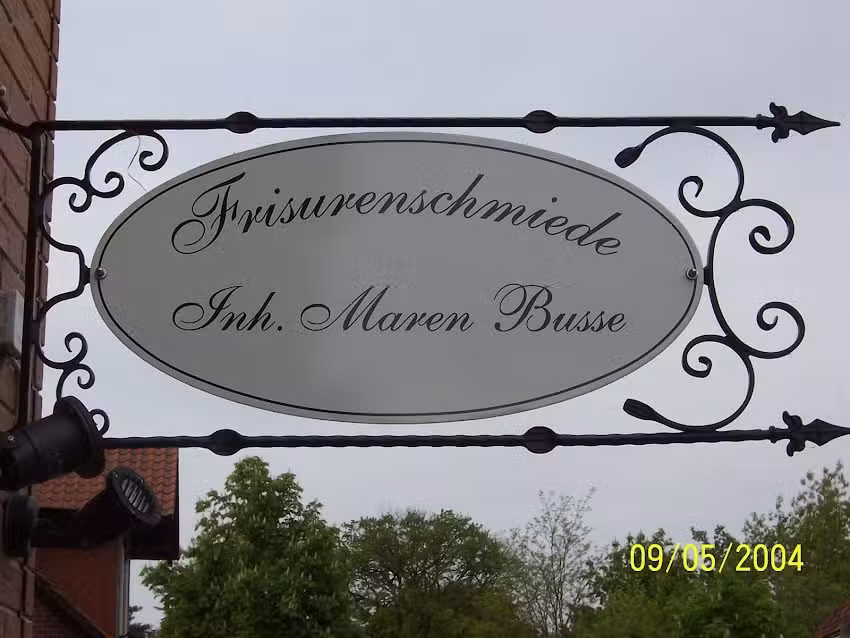 Frisurenschmiede
Inh. Maren Busse
09/05/2004